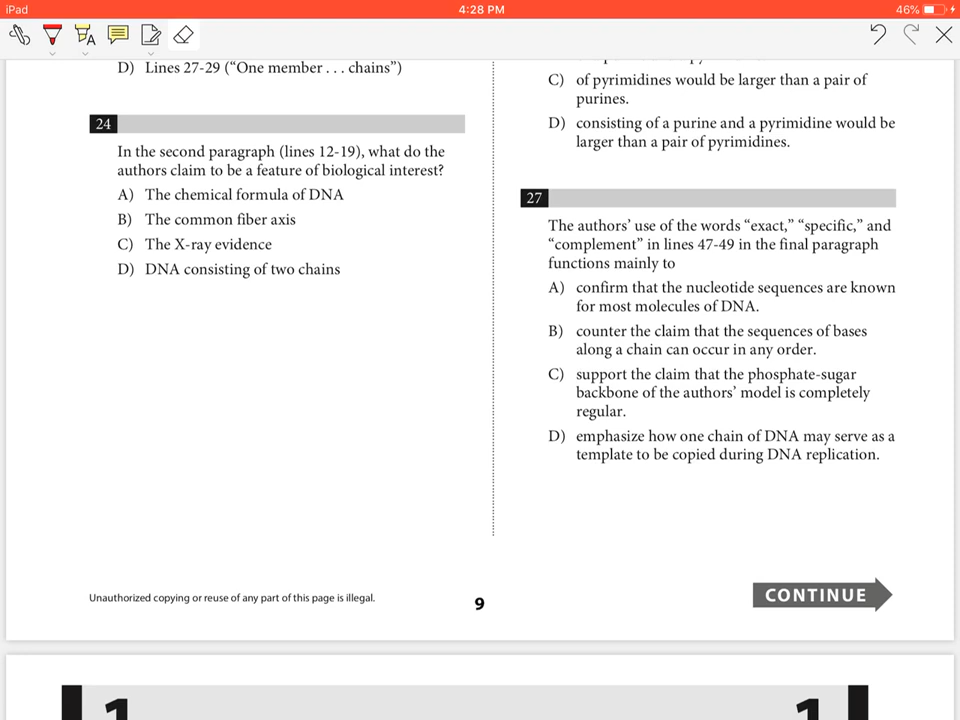 iPad
4:28 PM
46%
D) Lines 27-29 (“One member . . . chains”)
24
In the second paragraph (lines 12-19), what do the
authors claim to be a feature of biological interest?
A) The chemical formula of DNA
B) The common fiber axis
C) The X-ray evidence
D) DNA consisting of two chains
C) of pyrimidines would be larger than a pair of
purines.
D) consisting of a purine and a pyrimidine would be
larger than a pair of pyrimidines.
27
The authors’ use of the words “exact,” “specific,” and
“complement” in lines 47-49 in the final paragraph
functions mainly to
A) confirm that the nucleotide sequences are known
for most molecules of DNA.
B) counter the claim that the sequences of bases
along a chain can occur in any order.
C) support the claim that the phosphate-sugar
backbone of the authors’ model is completely
regular.
D) emphasize how one chain of DNA may serve as a
template to be copied during DNA replication.
Unauthorized copying or reuse of any part of this page is illegal.
9
CONTINUE
1
1